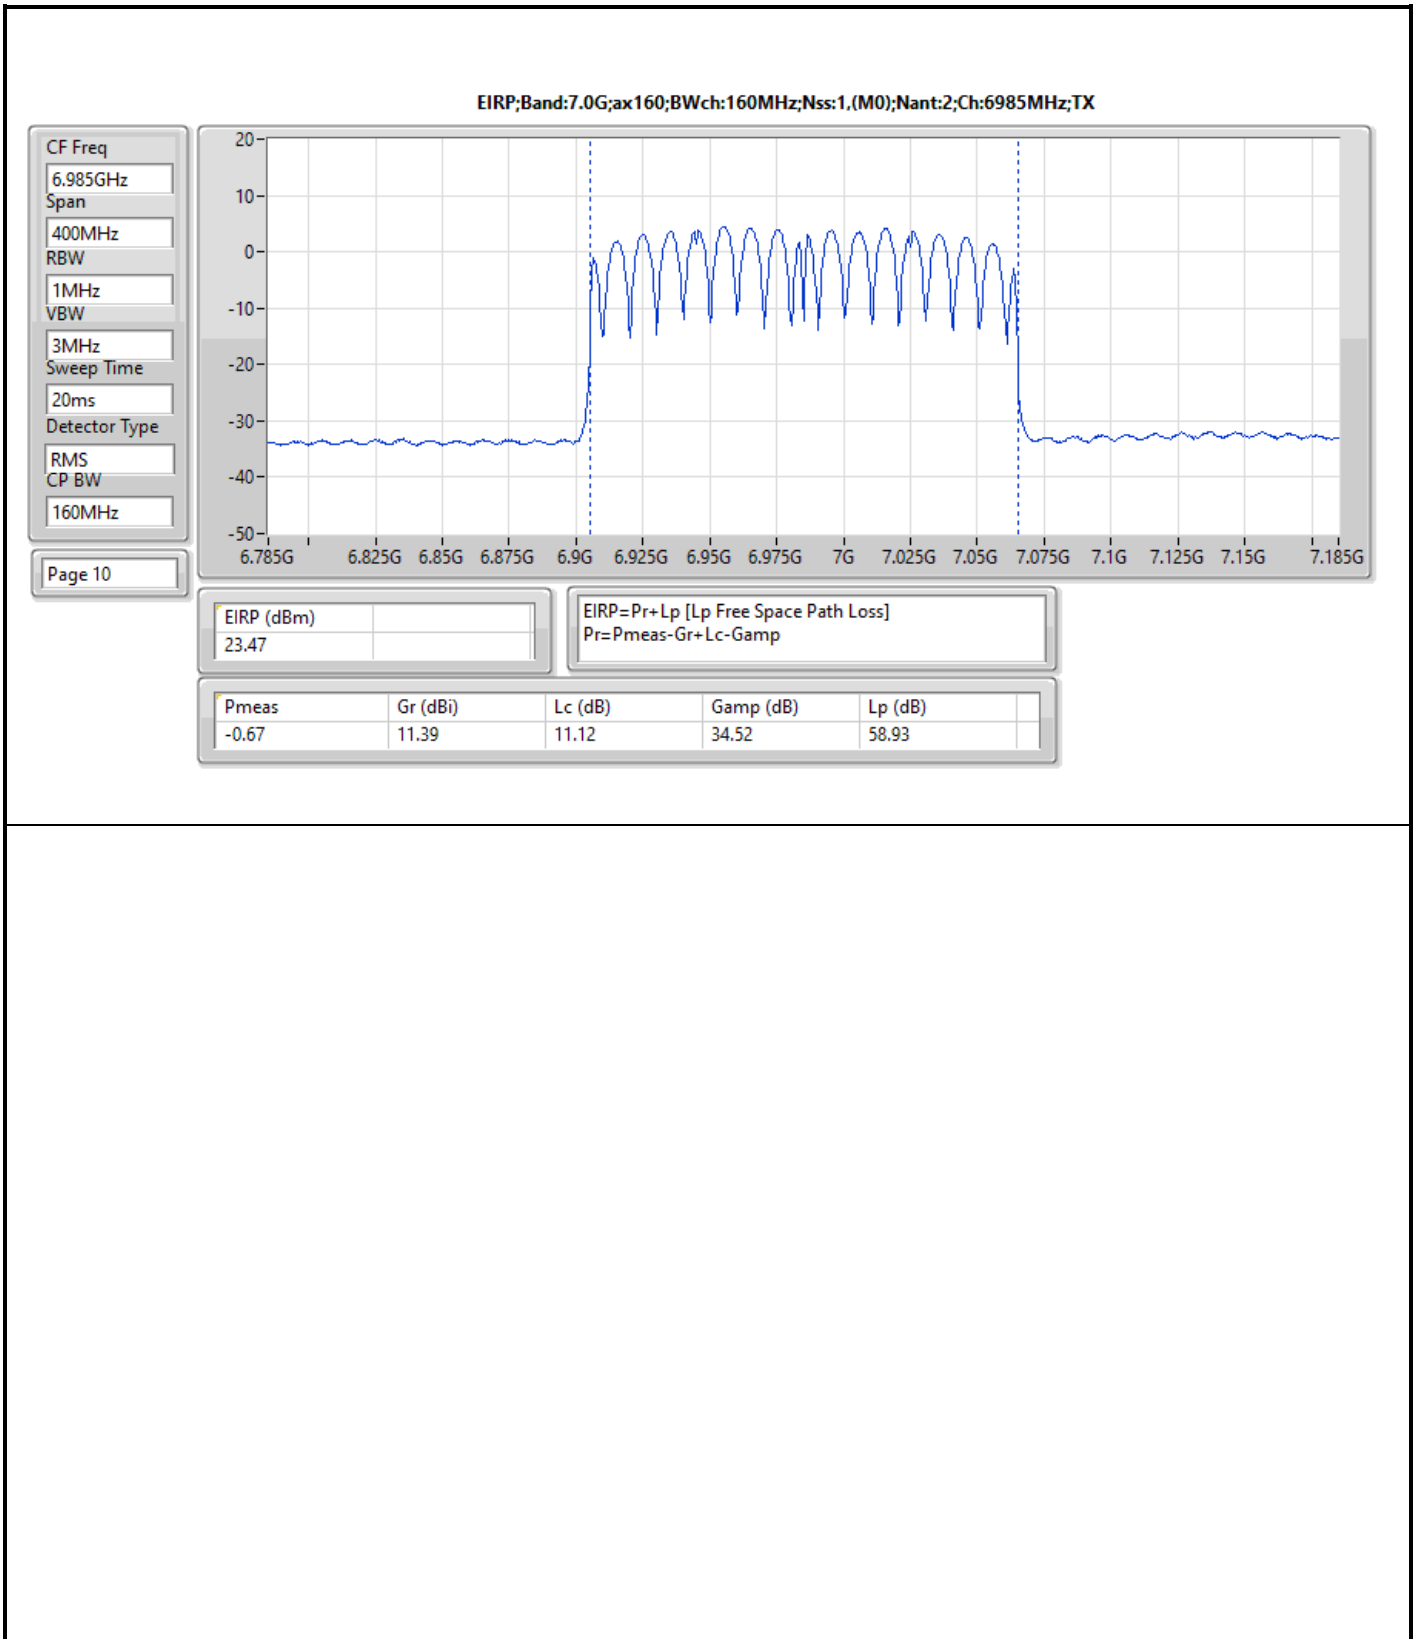 EIRP;Band:7.0G;ax160;BWch:160MHz;Nss:1,(M0);Nant:2;Ch:6985MHz;TX
CF Freq
6.985GHz
Span
400MHz
RBW
1MHz
VBW
3MHz
Sweep Time
20ms
Detector Type
RMS
CP BW
160MHz
Page 10
20
10
0
-10
-20
-30
-40
-50
6.785G 6.825G 6.85G 6.875G 6.9G 6.925G 6.95G 6.975G 7G 7.025G 7.05G 7.075G 7.1G 7.125G 7.15G 7.185G
EIRP (dBm)
23.47
EIRP=Pr+Lp [Lp Free Space Path Loss]
Pr=Pmeas-Gr+Lc-Gamp
Pmeas Gr (dBi) Lc (dB) Gamp (dB) Lp (dB)
-0.67 11.39 11.12 34.52 58.93